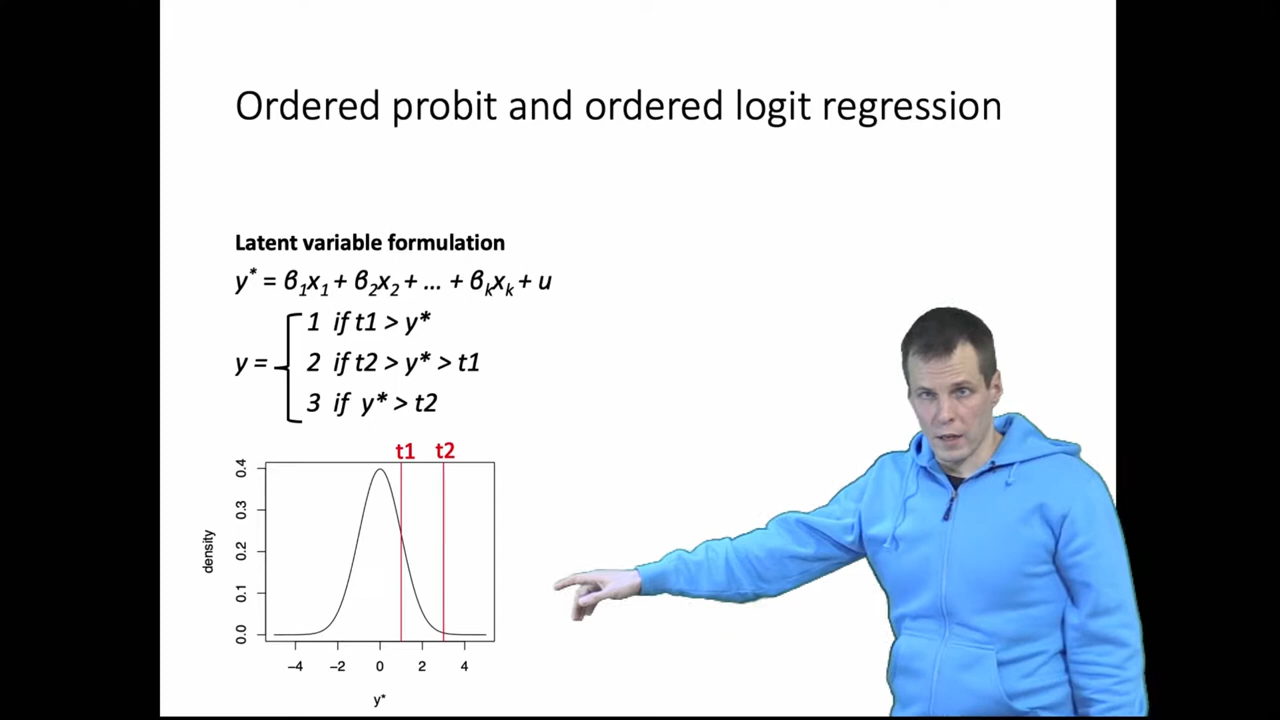 Ordered probit and ordered logit regression
Latent variable formulation
y* = β1x1 + β2x2 + ... + βkxk + u
y =
1 if t1 > y*
2 if t2 > y* > t1
3 if y* > t2
t1 t2
density
0.4
0.3
0.2
0.1
0.0
−4 −2 0 2 4
y*